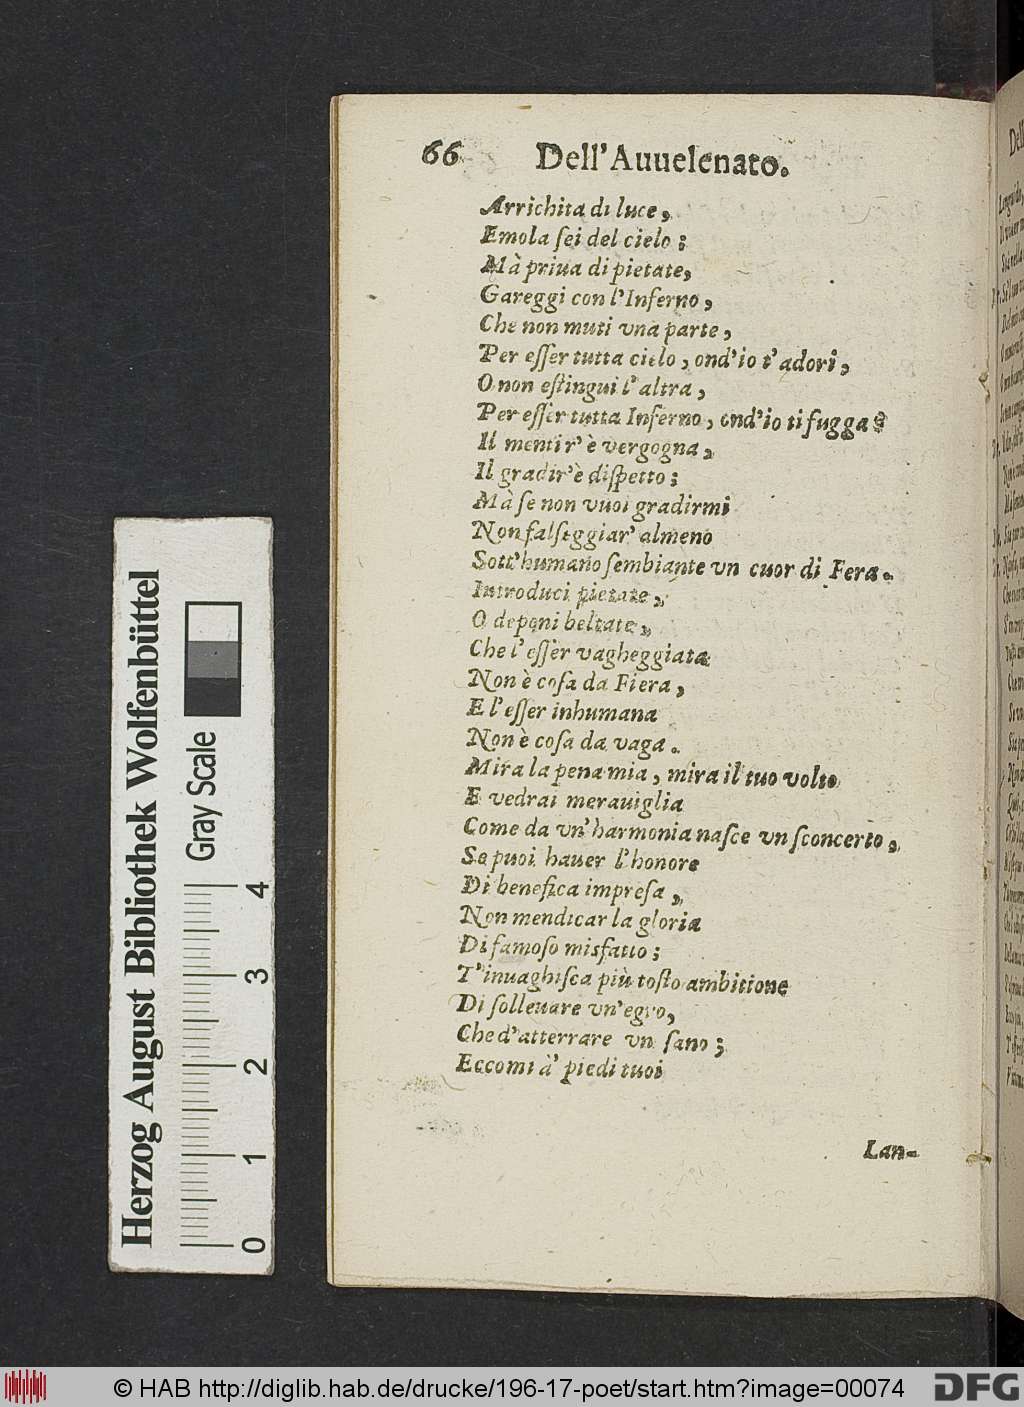 66 Dell'Auuelenato.
Arrichita di luce,
Emola ſei del cielo;
Mà priua di pietate,
Gareggi con l'Inferno,
Che non muti vna parte,
Per eſſer tutta cielo, ond'io t'adori,
O non eſtingui l'altra,
Per eſſer tutta Inferno, ond'io ti fugga?
Il mentir' è vergogna,
Il gradir' è diſpetto;
Mà ſe non vuoi gradirmi
Non falſeggiar' almeno
Sott'humano ſembiante vn cuor di Fera.
Introduci pietate,
O deponi beltate,
Che l'eſſer vagheggiata
Non è coſa da Fiera,
E l'eſſer inhumana
Non è coſa da vaga.
Mira la pena mia, mira il tuo volto
E vedrai merauiglia
Come da vn'harmonia naſce vn ſconcerto,
Se puoi hauer l'honore
Di benefica impreſa,
Non mendicar la gloria
Di famoſo misfatto;
T'inuaghiſca più toſto ambitione
Di ſolleuare vn'egro,
Che d'atterrare vn ſano;
Eccomi à' piedi tuoi
Lan-
Herzog August Bibliothek Wolfenbüttel
Gray Scale
0 1 2 3 4
© HAB http://diglib.hab.de/drucke/196-17-poet/start.htm?image=00074
DFG